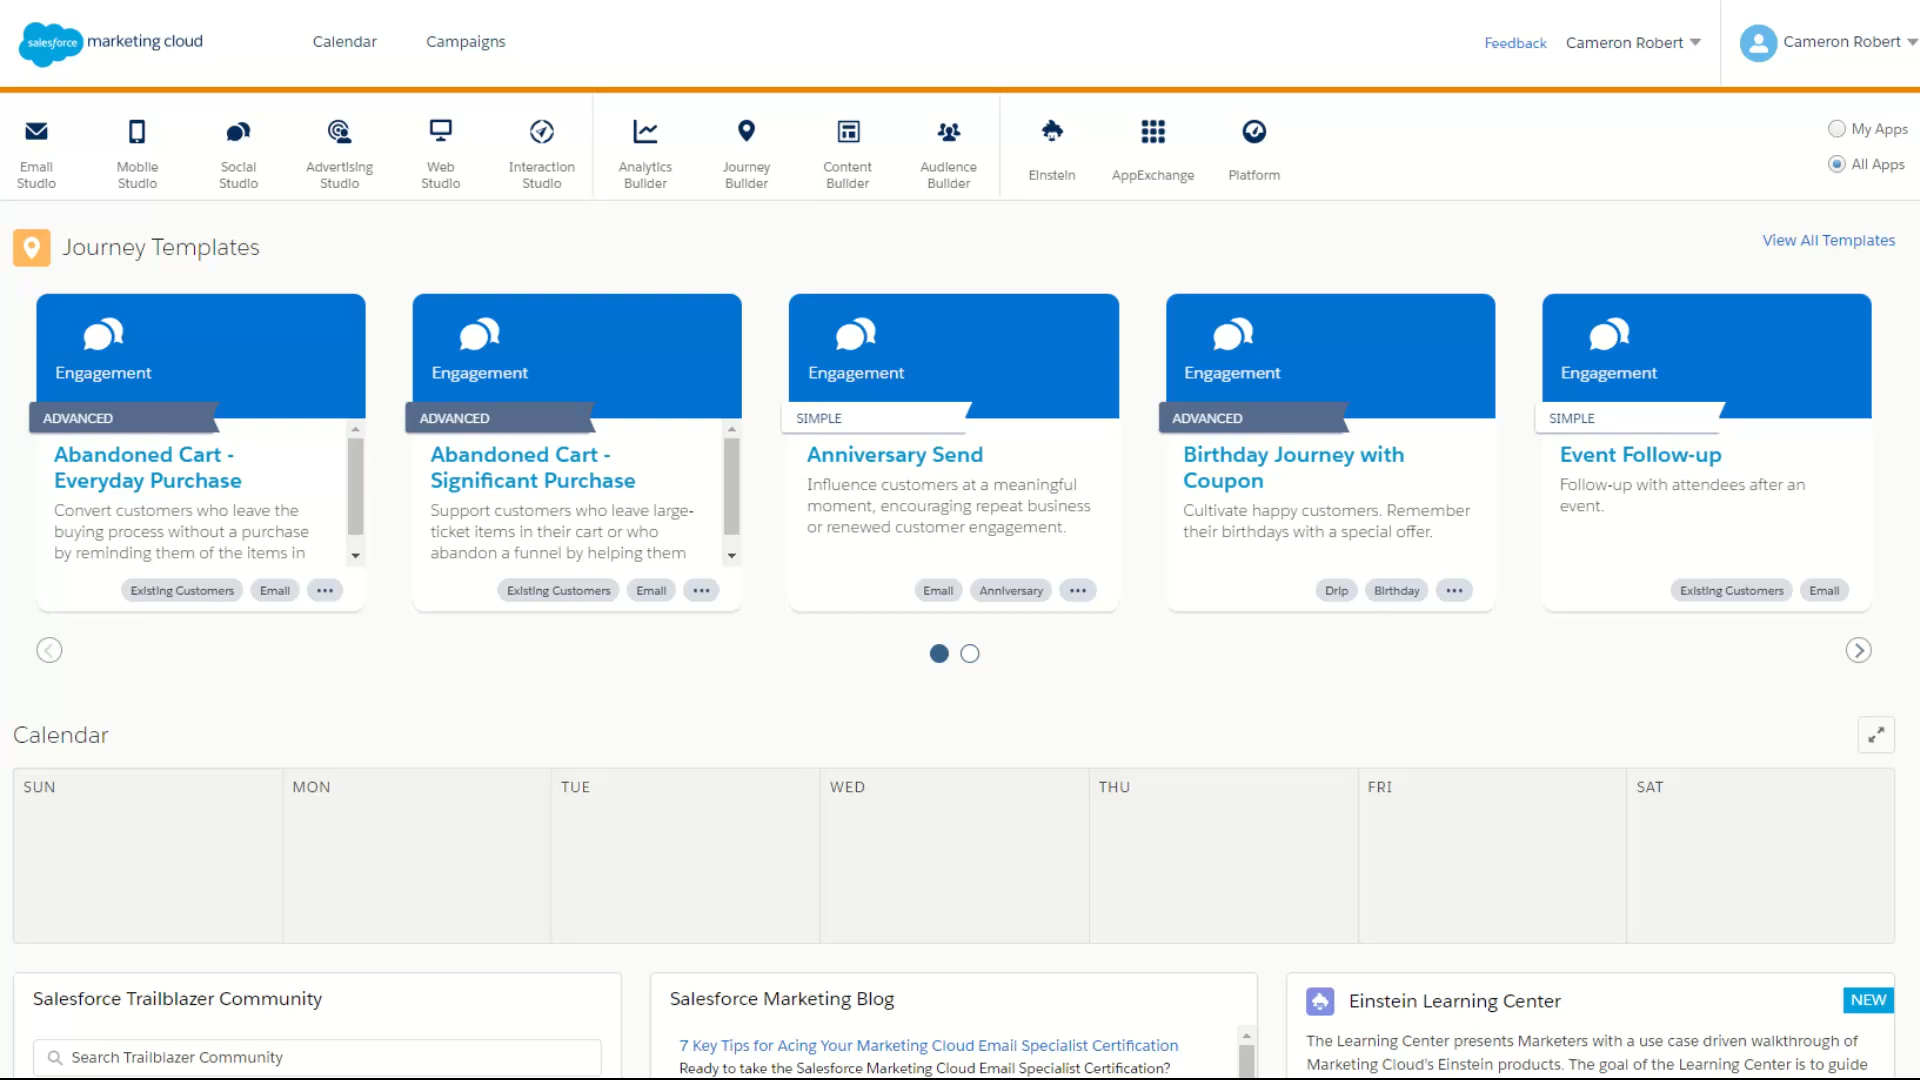 salesforce marketing cloud
Calendar
Campaigns
Feedback
Cameron Robert
Cameron Robert
Email
Studio
Mobile
Studio
Social
Studio
Advertising
Studio
Web
Studio
Interaction
Studio
Analytics
Builder
Journey
Builder
Content
Builder
Audience
Builder
Einstein
AppExchange
Platform
My Apps
All Apps
Journey Templates
View All Templates
Engagement
ADVANCED
Abandoned Cart -
Everyday Purchase
Convert customers who leave the
buying process without a purchase
by reminding them of the items in
Existing Customers
Email
Engagement
ADVANCED
Abandoned Cart -
Significant Purchase
Support customers who leave large-
ticket items in their cart or who
abandon a funnel by helping them
Existing Customers
Email
Engagement
SIMPLE
Anniversary Send
Influence customers at a meaningful
moment, encouraging repeat business
or renewed customer engagement.
Email
Anniversary
Engagement
ADVANCED
Birthday Journey with
Coupon
Cultivate happy customers. Remember
their birthdays with a special offer.
Drip
Birthday
Engagement
SIMPLE
Event Follow-up
Follow-up with attendees after an
event.
Existing Customers
Email
Calendar
SUN
MON
TUE
WED
THU
FRI
SAT
Salesforce Trailblazer Community
Search Trailblazer Community
Salesforce Marketing Blog
7 Key Tips for Acing Your Marketing Cloud Email Specialist Certification
Ready to take the Salesforce Marketing Cloud Email Specialist Certification?
Einstein Learning Center
NEW
The Learning Center presents Marketers with a use case driven walkthrough of
Marketing Cloud's Einstein products. The goal of the Learning Center is to guide